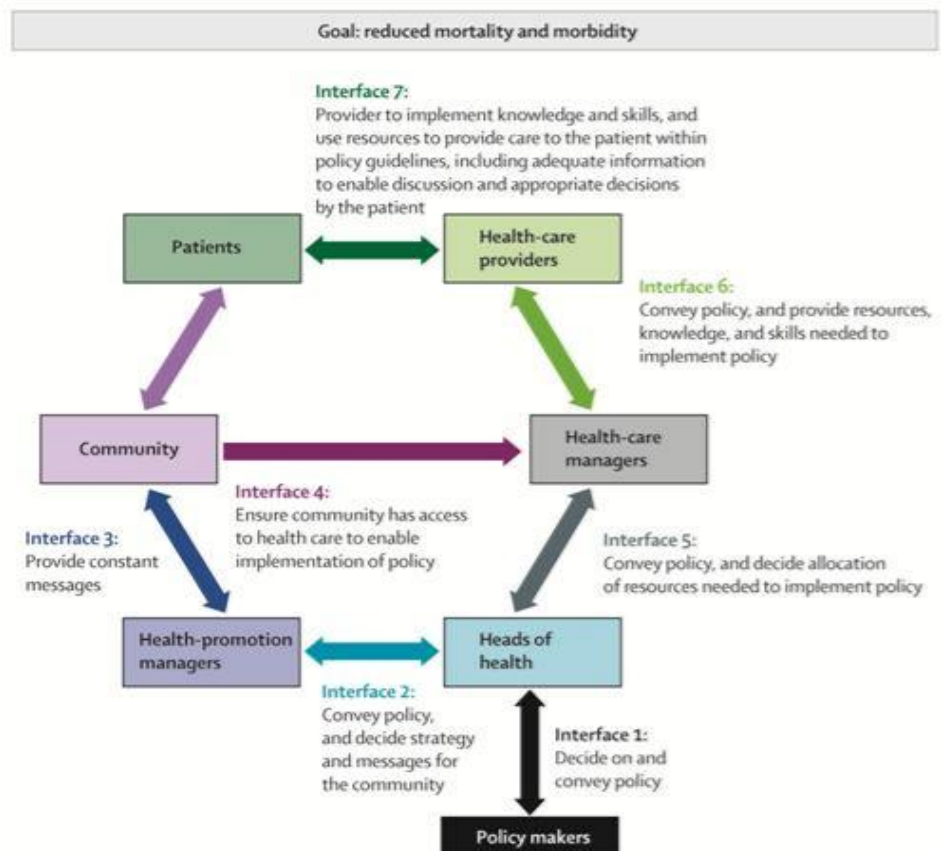 Goal: reduced mortality and morbidity
Interface 7:
Provider to implement knowledge and skills, and
use resources to provide care to the patient within
policy guidelines, including adequate information
to enable discussion and appropriate decisions
by the patient
Patients
Health-care
providers
Interface 6:
Convey policy, and provide resources,
knowledge, and skills needed to
implement policy
Community
Health-care
managers
Interface 4:
Ensure community has access
to health care to enable
implementation of policy
Interface 3:
Provide constant
messages
Interface 5:
Convey policy, and decide allocation
of resources needed to implement policy
Health-promotion
managers
Heads of
health
Interface 2:
Convey policy,
and decide strategy
and messages for
the community
Interface 1:
Decide on and
convey policy
Policy makers